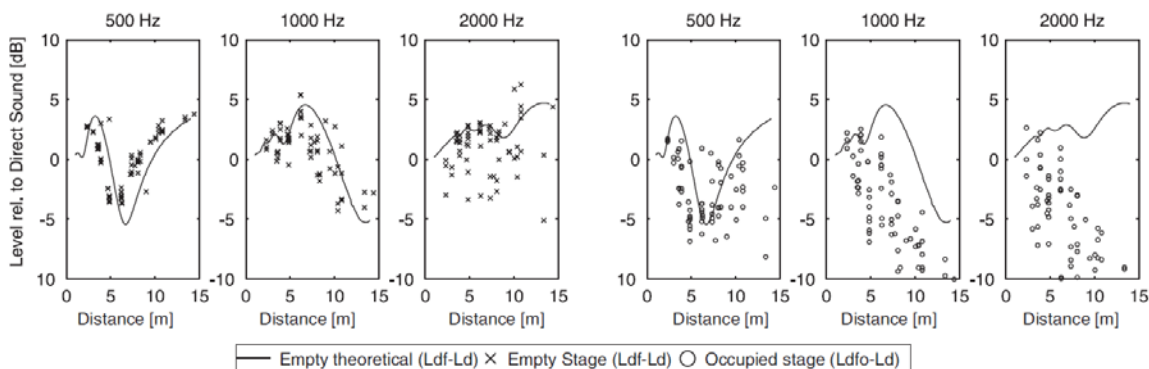 500 Hz 1000 Hz 2000 Hz 500 Hz 1000 Hz 2000 Hz
Level rel. to Direct Sound [dB]
10 10 10 10 10 10
5 5 5 5 5 5
0 0 0 0 0 0
-5 -5 -5 -5 -5 -5
10 -10 -10 10 -10 -10
0 5 10 15 0 5 10 15 0 5 10 15 0 5 10 15 0 5 10 15 0 5 10 15
Distance [m] Distance [m] Distance [m] Distance [m] Distance [m] Distance [m]
Empty theoretical (Ldf-Ld) Empty Stage (Ldf-Ld) Occupied stage (Ldfo-Ld)